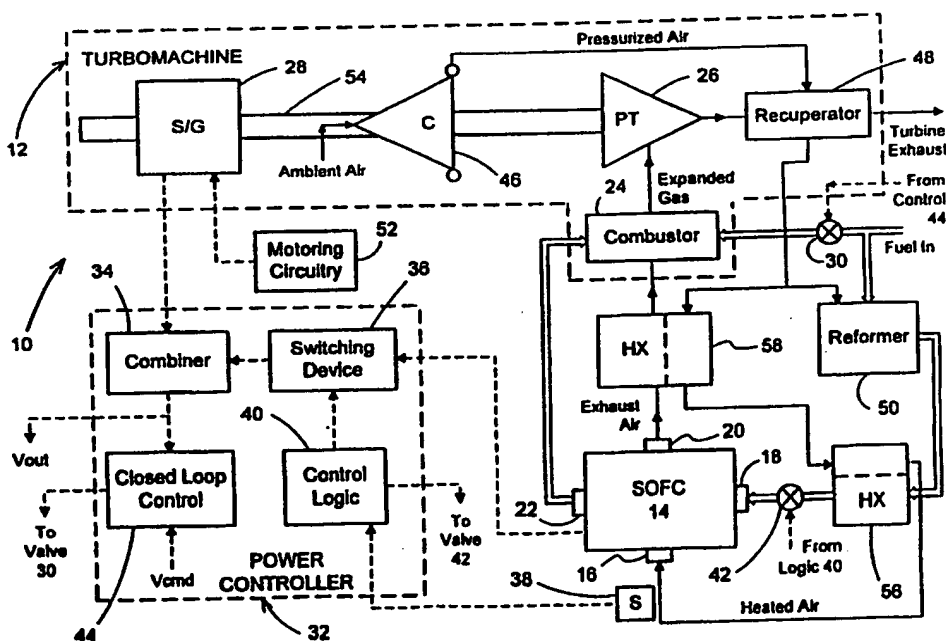 TURBOMACHINE
28
54
Pressurized Air
26
48
12
S/G
C
PT
Recuperator
Turbine
Exhaust
Ambient Air
46
24
Expanded
Gas
From
Control
44
Combustor
30
Fuel In
Motoring
Circuitry
52
10
34
38
Combiner
Switching
Device
HX
58
Reformer
50
40
Exhaust
Air
20
Vout
Closed Loop
Control
Control
Logic
22
SOFC
14
18
HX
To
Valve
30
Vcmd
To
Valve
42
16
42
From
Logic 40
56
POWER
CONTROLLER
38
S
Heated Air
44
32